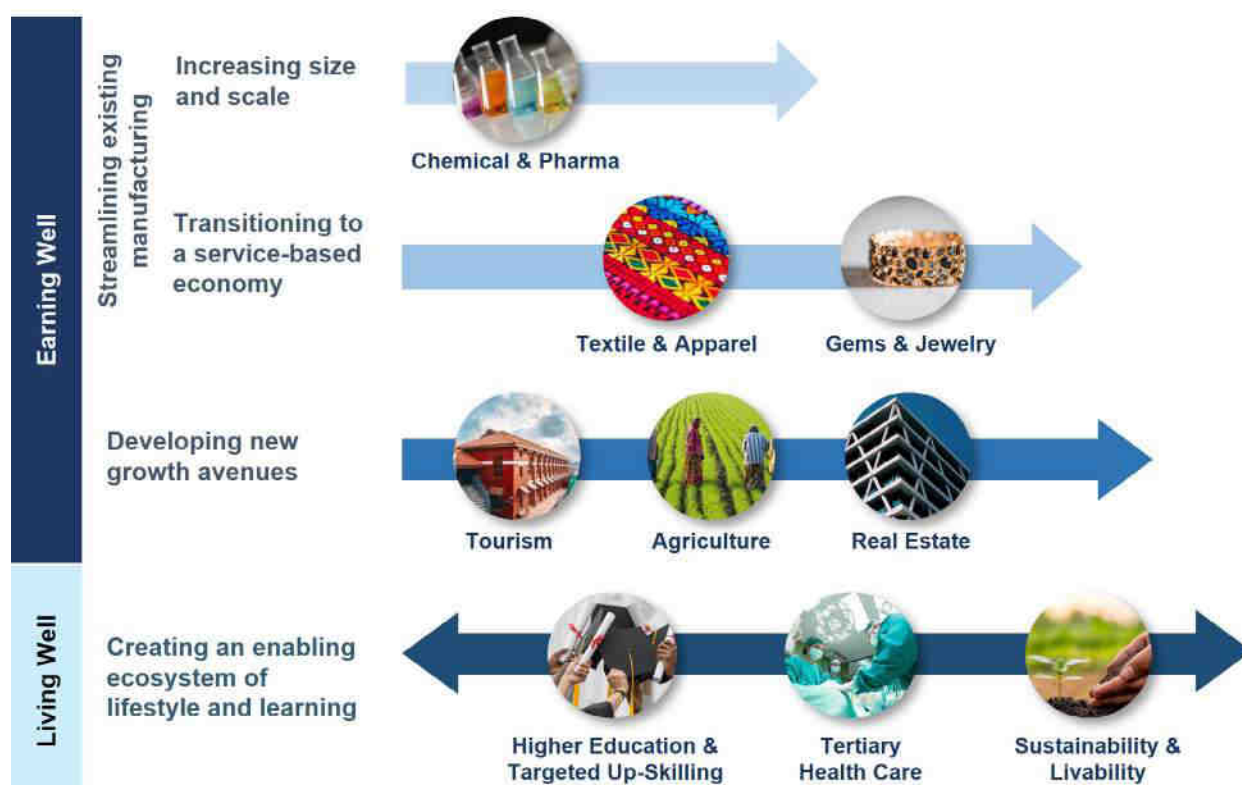 Earning Well
Streamlining existing
manufacturing
Increasing size
and scale
Chemical & Pharma
Transitioning to
a service-based
economy
Textile & Apparel
Gems & Jewelry
Developing new
growth avenues
Tourism
Agriculture
Real Estate
Living Well
Creating an enabling
ecosystem of
lifestyle and learning
Higher Education &
Targeted Up-Skilling
Tertiary
Health Care
Sustainability &
Livability